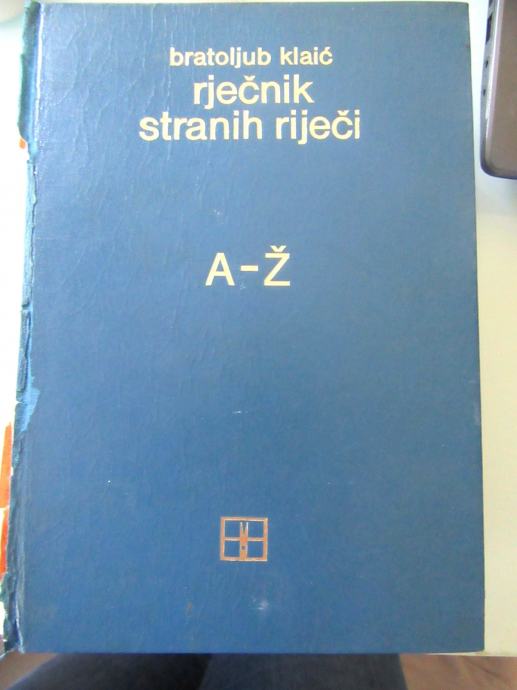 bratoljub klaić
rječnik
stranih riječi
A-Ž